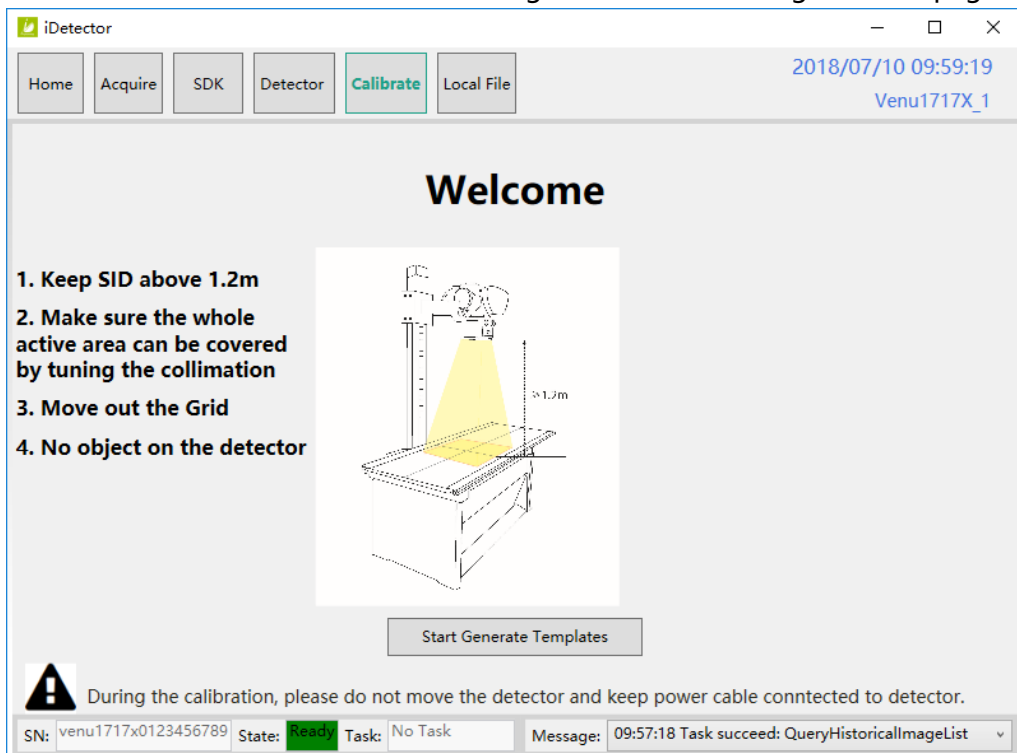 iDetector
Home Acquire SDK Detector Calibrate Local File
2018/07/10 09:59:19
Venu1717X_1
Welcome
1. Keep SID above 1.2m
2. Make sure the whole
active area can be covered
by tuning the collimation
3. Move out the Grid
4. No object on the detector
>1.2m
Start Generate Templates
During the calibration, please do not move the detector and keep power cable conntected to detector.
SN: venu1717x0123456789 State: Ready Task: No Task Message: 09:57:18 Task succeed: QueryHistoricalImageList